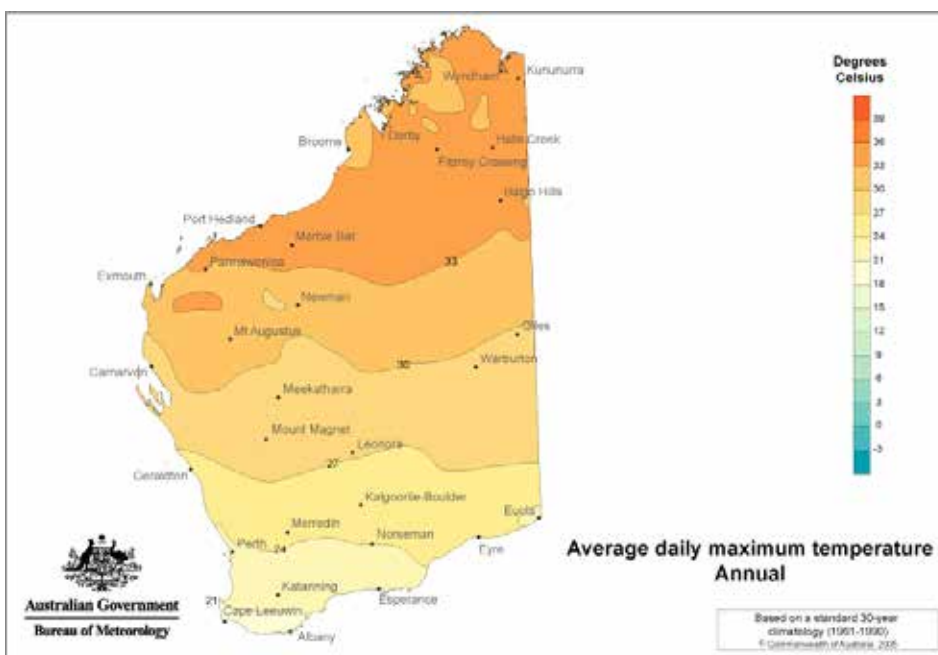 Degrees
Celsius
39
36
33
30
27
24
21
18
15
12
9
6
3
0
-3
Wyndham
Kununurra
Derby
Broome
Halls Creek
Fitzroy Crossing
Balgo Hills
Port Hedland
Marble Bar
Pannawonica
33
Exmouth
Newman
Mt Augustus
Giles
30
Warburton
Carnarvon
Meekatharra
Mount Magnet
Leonora
27
Geraldton
Kalgoorlie-Boulder
Eucla
Merredin
Norseman
Perth
24
Eyre
Katanning
Esperance
21
Cape Leeuwin
Albany
Average daily maximum temperature
Annual
Australian Government
Bureau of Meteorology
Based on a standard 30-year
climatology (1961-1990)
© Commonwealth of Australia, 2005